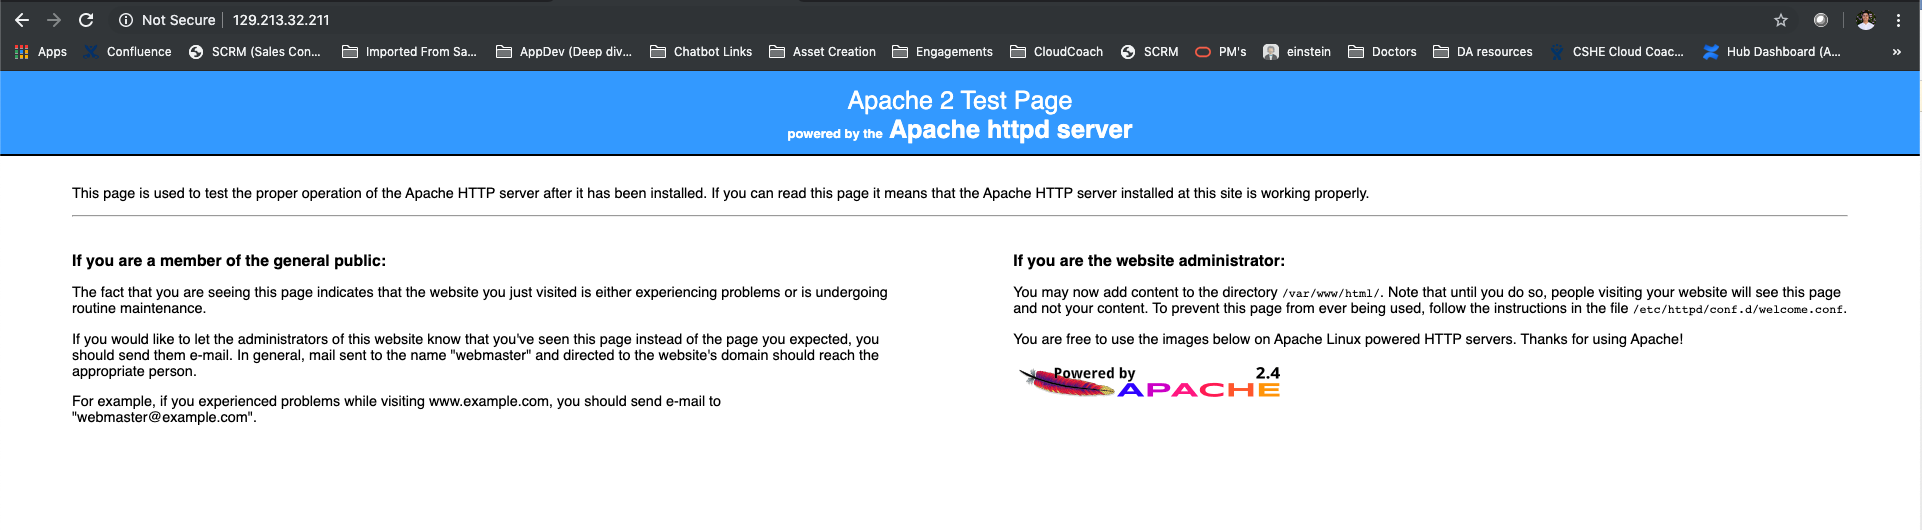 Not Secure 129.213.32.211
Apps Confluence SCRM (Sales Con... Imported From Sa... AppDev (Deep div... Chatbot Links Asset Creation Engagements CloudCoach SCRM PM's einstein Doctors DA resources CSHE Cloud Coac... Hub Dashboard (A... »
Apache 2 Test Page
powered by the Apache httpd server
This page is used to test the proper operation of the Apache HTTP server after it has been installed. If you can read this page it means that the Apache HTTP server installed at this site is working properly.
If you are a member of the general public:
The fact that you are seeing this page indicates that the website you just visited is either experiencing problems or is undergoing
routine maintenance.
If you would like to let the administrators of this website know that you've seen this page instead of the page you expected, you
should send them e-mail. In general, mail sent to the name "webmaster" and directed to the website's domain should reach the
appropriate person.
For example, if you experienced problems while visiting www.example.com, you should send e-mail to
"webmaster@example.com".
If you are the website administrator:
You may now add content to the directory /var/www/html/. Note that until you do so, people visiting your website will see this page
and not your content. To prevent this page from ever being used, follow the instructions in the file /etc/httpd/conf.d/welcome.conf.
You are free to use the images below on Apache Linux powered HTTP servers. Thanks for using Apache!
Powered by 2.4
APACHE